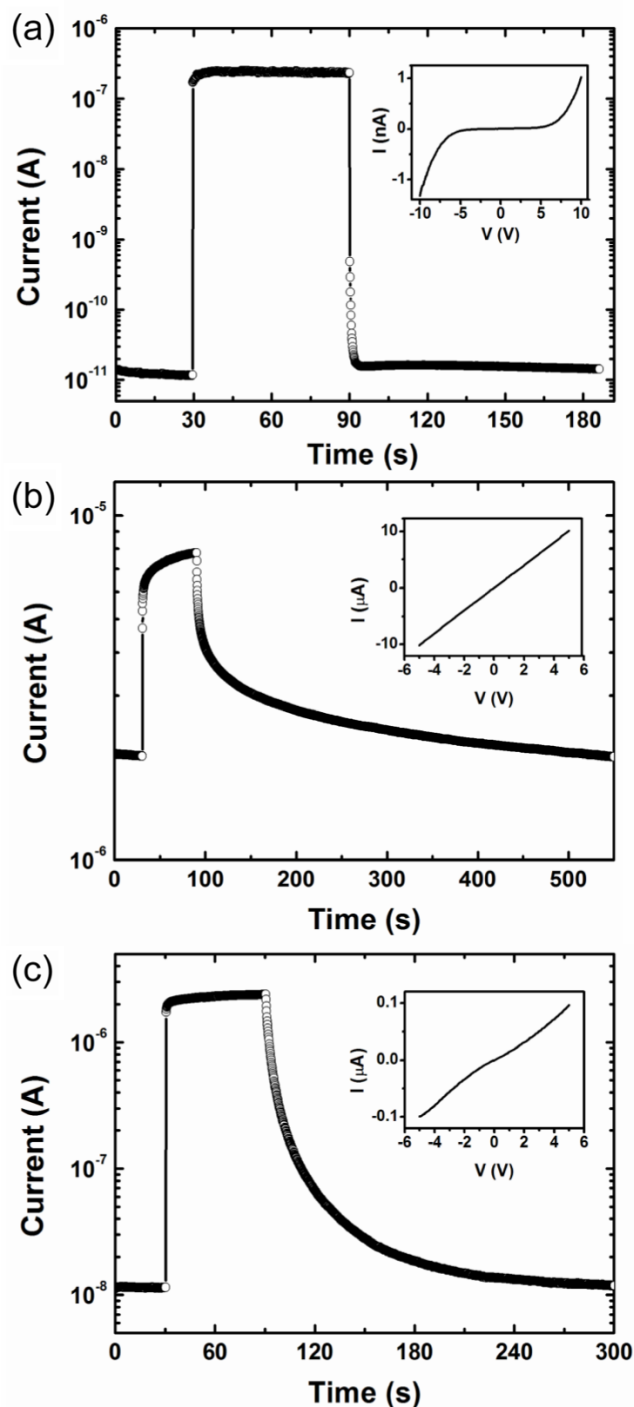 (a)
10^-6
10^-7
10^-8
10^-9
10^-10
10^-11
Current (A)
0 30 60 90 120 150 180
Time (s)
1
0
-1
I (nA)
-10 -5 0 5 10
V (V)
(b)
10^-5
10^-6
Current (A)
0 100 200 300 400 500
Time (s)
10
0
-10
I (μA)
-6 -4 -2 0 2 4 6
V (V)
(c)
10^-6
10^-7
10^-8
Current (A)
0 60 120 180 240 300
Time (s)
0.1
0.0
-0.1
I (μA)
-6 -4 -2 0 2 4 6
V (V)